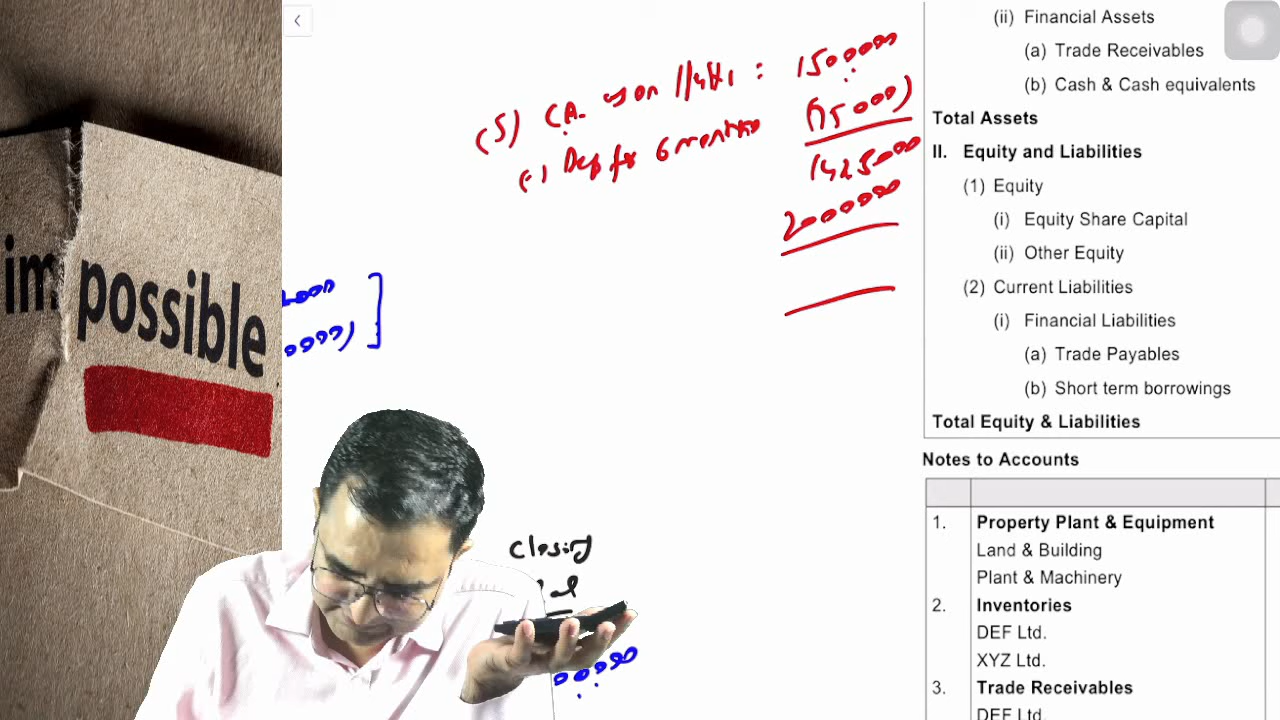 impossible
(5) C.A. as on 1/4/X1 : 1500000
(-) Dep for 6 months (75000)
1425000
2000000
closing
(ii) Financial Assets
(a) Trade Receivables
(b) Cash & Cash equivalents
Total Assets
II. Equity and Liabilities
(1) Equity
(i) Equity Share Capital
(ii) Other Equity
(2) Current Liabilities
(i) Financial Liabilities
(a) Trade Payables
(b) Short term borrowings
Total Equity & Liabilities
Notes to Accounts
1. Property Plant & Equipment
Land & Building
Plant & Machinery
2. Inventories
DEF Ltd.
XYZ Ltd.
3. Trade Receivables
DEF Ltd.